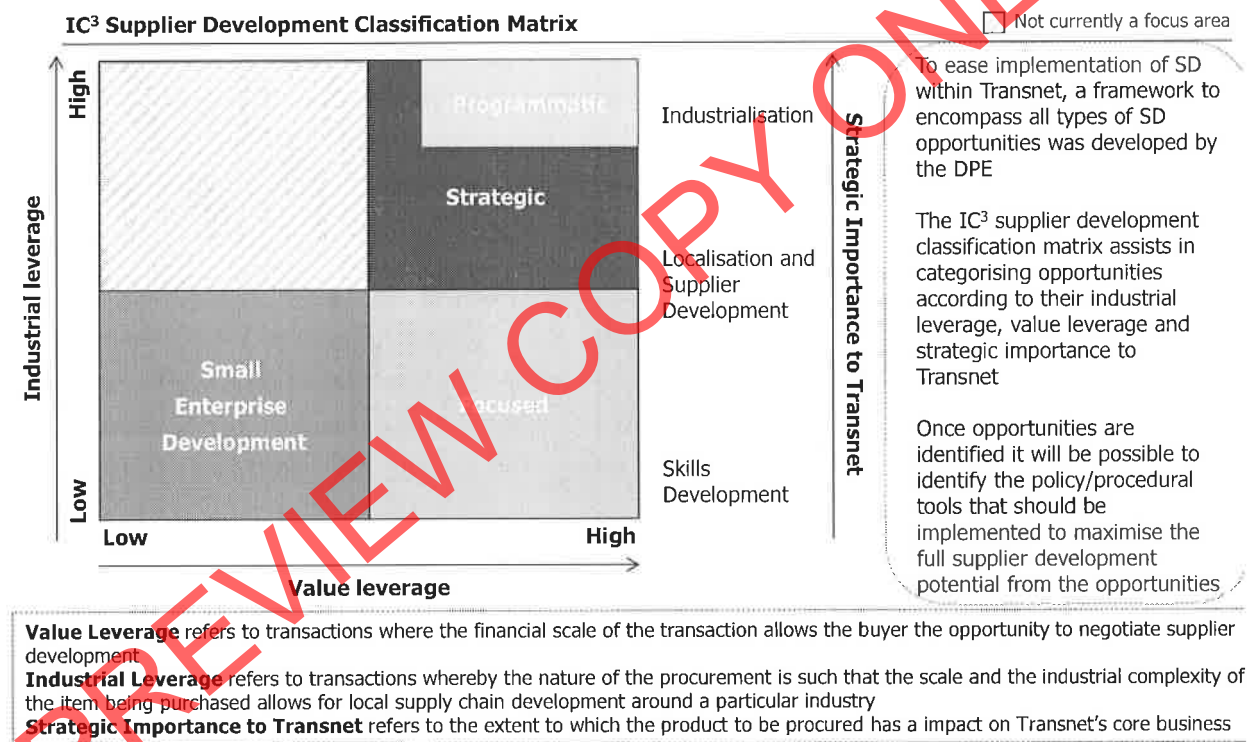 IC³ Supplier Development Classification Matrix
Not currently a focus area
High
Industrial leverage
Low
Programmatic
Strategic
Small
Enterprise
Development
Focused
Low
High
Value leverage
Industrialisation
Localisation and
Supplier
Development
Skills
Development
Strategic Importance to Transnet
To ease implementation of SD
within Transnet, a framework to
encompass all types of SD
opportunities was developed by
the DPE
The IC³ supplier development
classification matrix assists in
categorising opportunities
according to their industrial
leverage, value leverage and
strategic importance to
Transnet
Once opportunities are
identified it will be possible to
identify the policy/procedural
tools that should be
implemented to maximise the
full supplier development
potential from the opportunities
Value Leverage refers to transactions where the financial scale of the transaction allows the buyer the opportunity to negotiate supplier
development
Industrial Leverage refers to transactions whereby the nature of the procurement is such that the scale and the industrial complexity of
the item being purchased allows for local supply chain development around a particular industry
Strategic Importance to Transnet refers to the extent to which the product to be procured has a impact on Transnet's core business
PREVIEW COPY